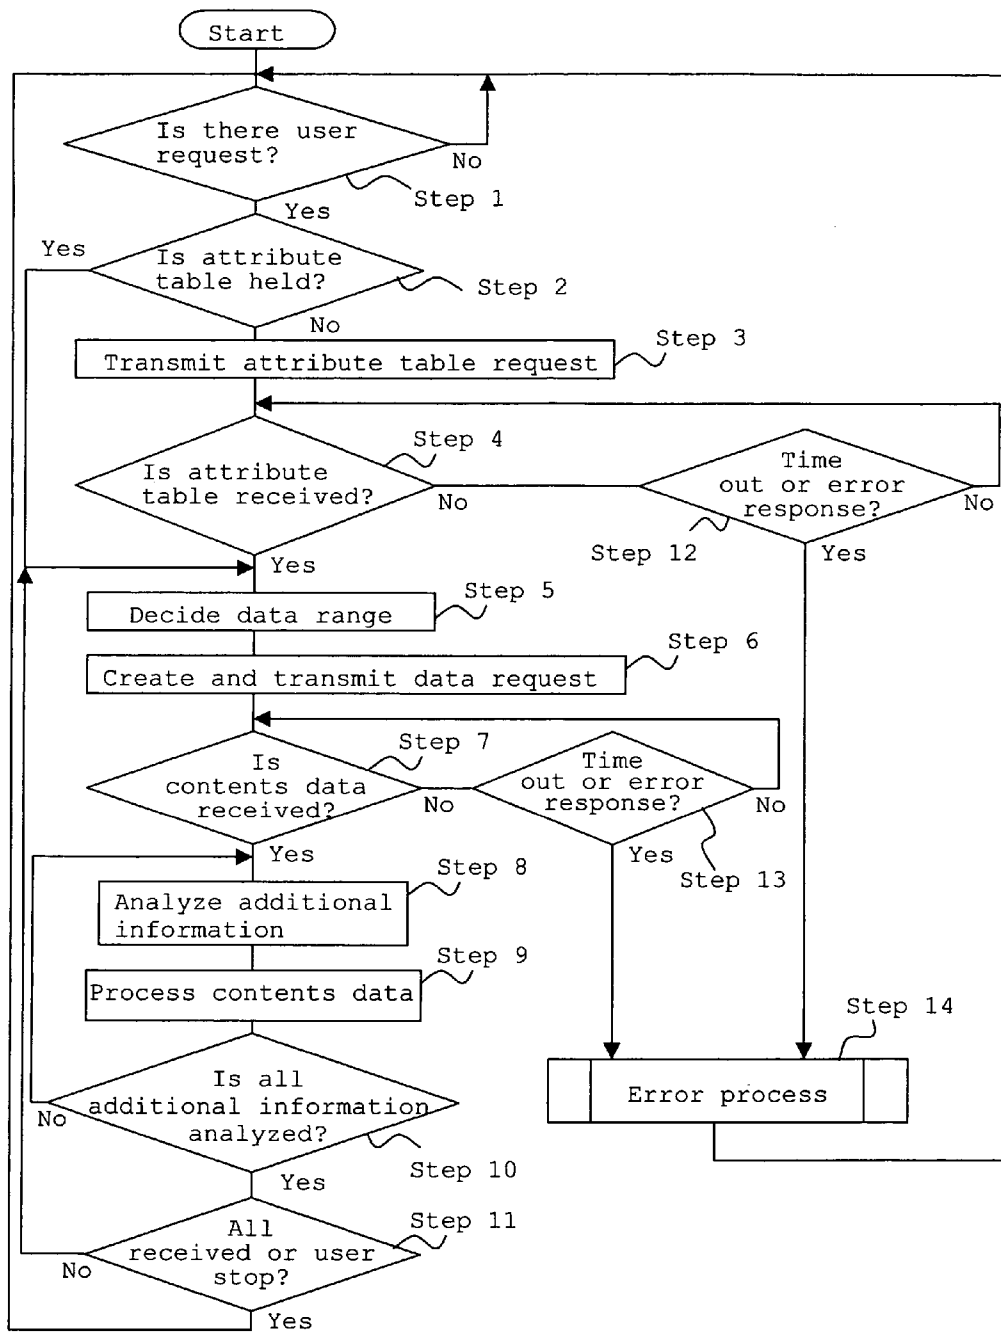 Start
Is there user
request?
No
Step 1
Yes
Yes
Is attribute
table held?
Step 2
No
Step 3
Transmit attribute table request
Step 4
Is attribute
table received?
No
Time
out or error
response?
No
Step 12
Yes
Yes
Step 5
Decide data range
Step 6
Create and transmit data request
Step 7
Is
contents data
received?
No
Time
out or error
response?
No
Yes
Yes
Step 13
Step 8
Analyze additional
information
Step 9
Process contents data
Step 14
Error process
Is all
additional information
analyzed?
No
Step 10
Yes
Step 11
All
received or user
stop?
No
Yes